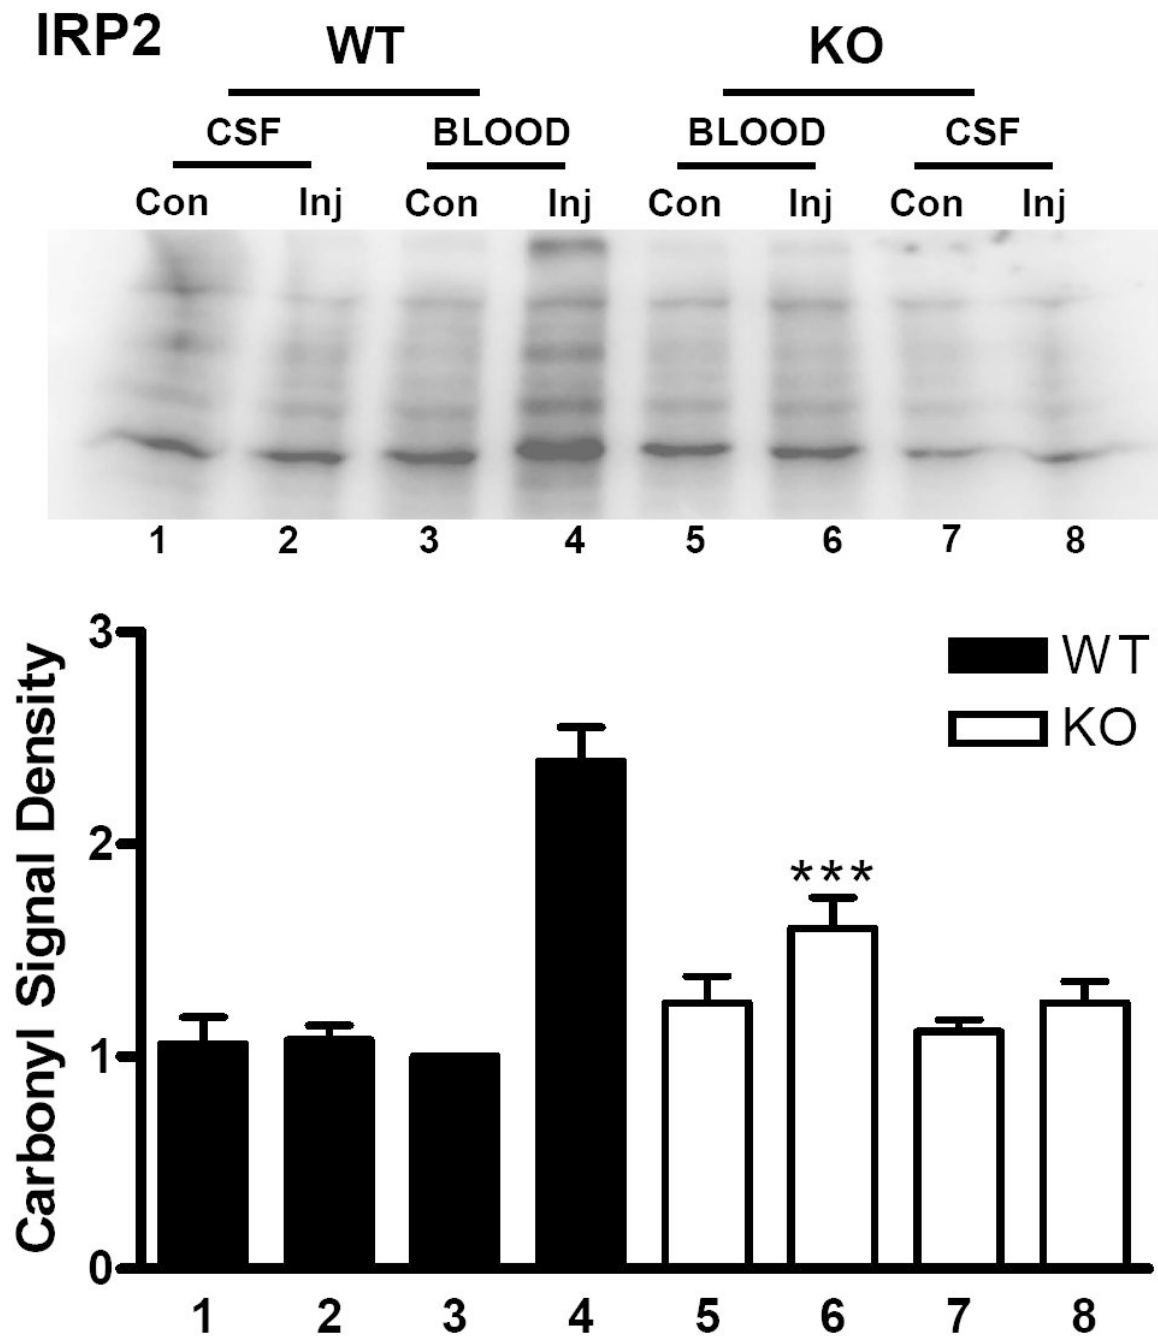 IRP2
WT KO
CSF BLOOD BLOOD CSF
Con Inj Con Inj Con Inj Con Inj
1 2 3 4 5 6 7 8
Carbonyl Signal Density
3
2
1
0
WT
KO
***
1 2 3 4 5 6 7 8